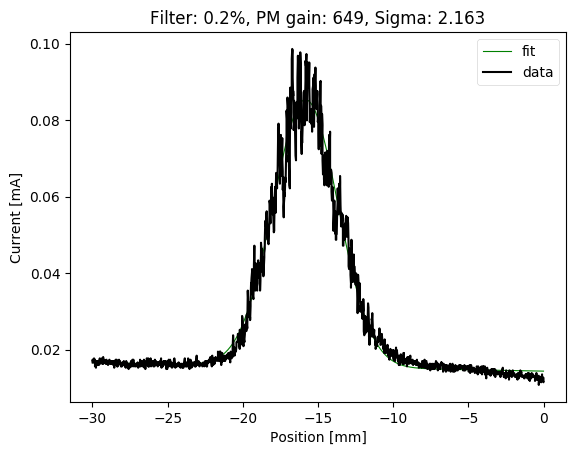 Filter: 0.2%, PM gain: 649, Sigma: 2.163
fit
data
0.10
0.08
0.06
0.04
0.02
Current [mA]
−30 −25 −20 −15 −10 −5 0
Position [mm]